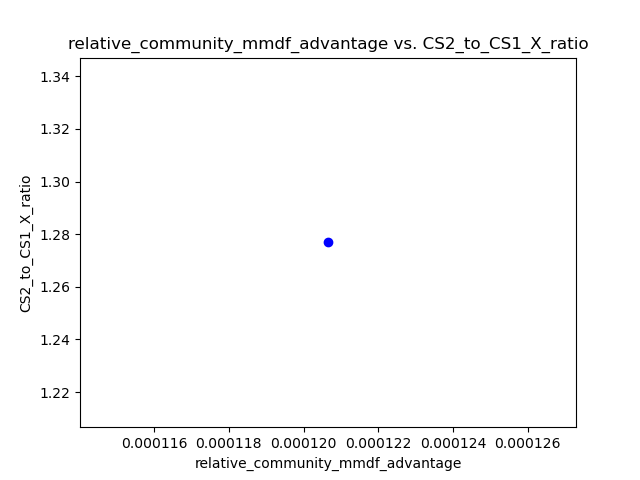 relative_community_mmdf_advantage vs. CS2_to_CS1_X_ratio
1.34
1.32
1.30
1.28
1.26
1.24
1.22
CS2_to_CS1_X_ratio
0.000116 0.000118 0.000120 0.000122 0.000124 0.000126
relative_community_mmdf_advantage